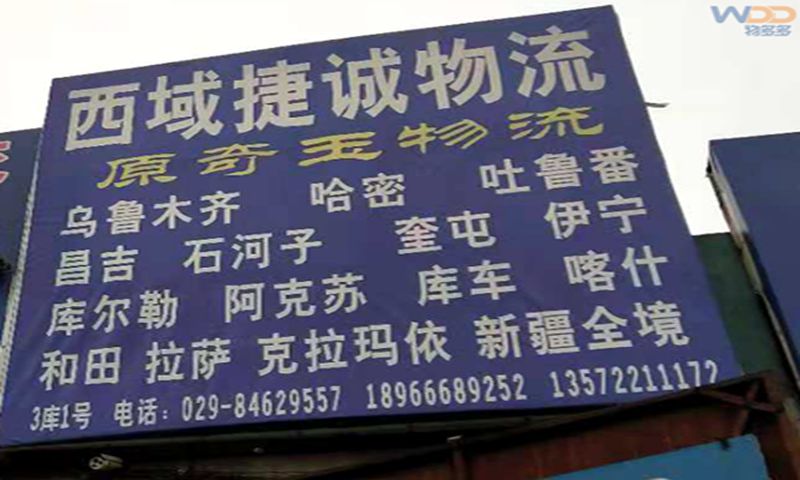 WDD
物多多
西域捷诚物流
原奇玉物流
乌鲁木齐 哈密 吐鲁番
昌吉 石河子 奎屯 伊宁
库尔勒 阿克苏 库车 喀什
和田 拉萨 克拉玛依 新疆全境
3库1号 电话：029-84629557 18966689252 13572211172